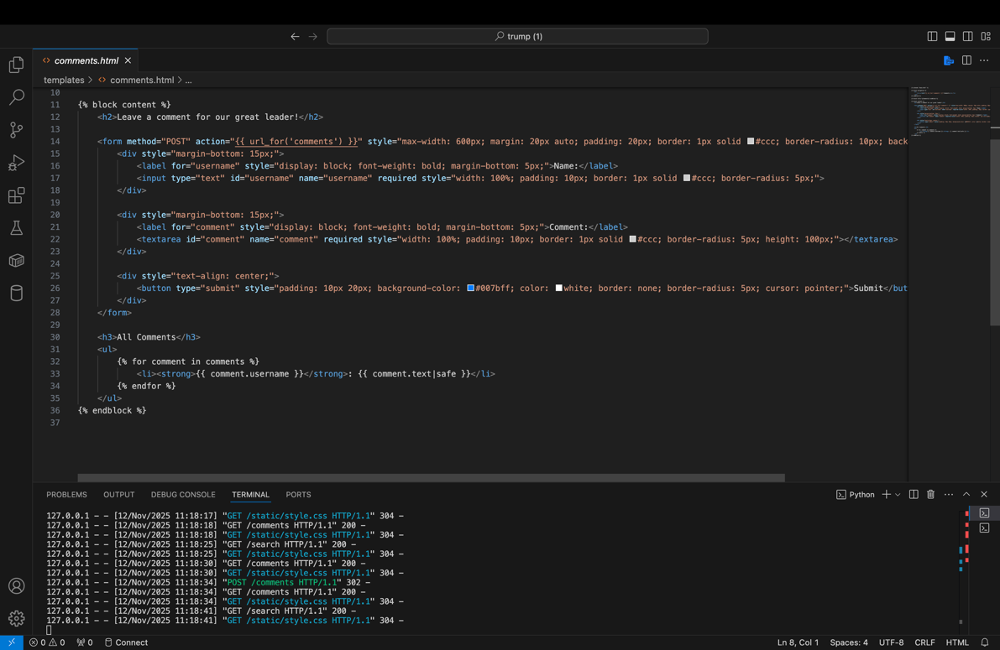 trump (1)
comments.html
templates > comments.html > ...
10
11 {% block content %}
12 <h2>Leave a comment for our great leader!</h2>
13
14 <form method="POST" action="{{ url_for('comments') }}" style="max-width: 600px; margin: 20px auto; padding: 20px; border: 1px solid #ccc; border-radius: 10px; back
15 <div style="margin-bottom: 15px;">
16 <label for="username" style="display: block; font-weight: bold; margin-bottom: 5px;">Name:</label>
17 <input type="text" id="username" name="username" required style="width: 100%; padding: 10px; border: 1px solid #ccc; border-radius: 5px;">
18 </div>
19
20 <div style="margin-bottom: 15px;">
21 <label for="comment" style="display: block; font-weight: bold; margin-bottom: 5px;">Comment:</label>
22 <textarea id="comment" name="comment" required style="width: 100%; padding: 10px; border: 1px solid #ccc; border-radius: 5px; height: 100px;"></textarea>
23 </div>
24
25 <div style="text-align: center;">
26 <button type="submit" style="padding: 10px 20px; background-color: #007bff; color: white; border: none; border-radius: 5px; cursor: pointer;">Submit</but
27 </div>
28 </form>
29
30 <h3>All Comments</h3>
31 <ul>
32 {% for comment in comments %}
33 <li><strong>{{ comment.username }}</strong>: {{ comment.text|safe }}</li>
34 {% endfor %}
35 </ul>
36 {% endblock %}
37
PROBLEMS OUTPUT DEBUG CONSOLE TERMINAL PORTS Python
127.0.0.1 - - [12/Nov/2025 11:18:17] "GET /static/style.css HTTP/1.1" 304 -
127.0.0.1 - - [12/Nov/2025 11:18:18] "GET /comments HTTP/1.1" 200 -
127.0.0.1 - - [12/Nov/2025 11:18:18] "GET /static/style.css HTTP/1.1" 304 -
127.0.0.1 - - [12/Nov/2025 11:18:25] "GET /search HTTP/1.1" 200 -
127.0.0.1 - - [12/Nov/2025 11:18:25] "GET /static/style.css HTTP/1.1" 304 -
127.0.0.1 - - [12/Nov/2025 11:18:30] "GET /comments HTTP/1.1" 200 -
127.0.0.1 - - [12/Nov/2025 11:18:30] "GET /static/style.css HTTP/1.1" 304 -
127.0.0.1 - - [12/Nov/2025 11:18:34] "POST /comments HTTP/1.1" 302 -
127.0.0.1 - - [12/Nov/2025 11:18:34] "GET /comments HTTP/1.1" 200 -
127.0.0.1 - - [12/Nov/2025 11:18:34] "GET /static/style.css HTTP/1.1" 304 -
127.0.0.1 - - [12/Nov/2025 11:18:41] "GET /search HTTP/1.1" 200 -
127.0.0.1 - - [12/Nov/2025 11:18:41] "GET /static/style.css HTTP/1.1" 304 -
0 0 0 Connect Ln 8, Col 1 Spaces: 4 UTF-8 CRLF HTML